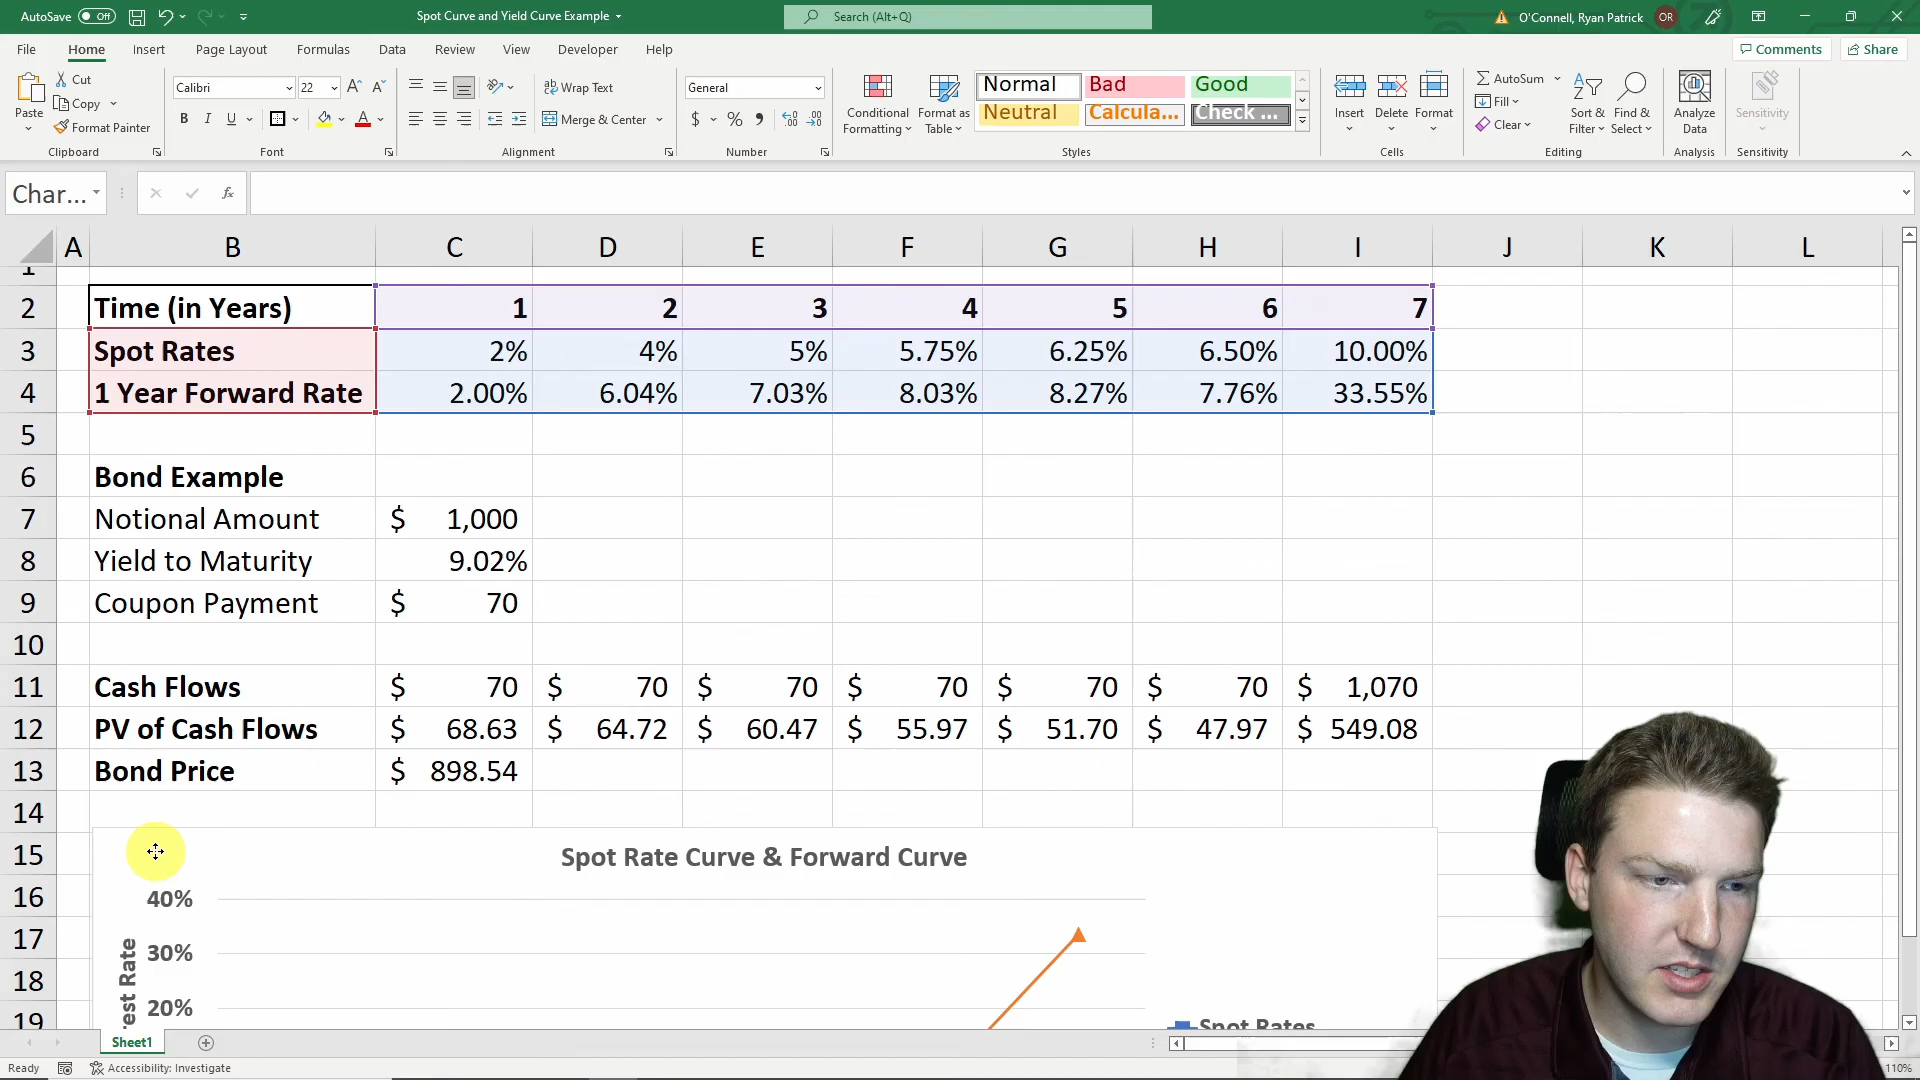 AutoSave Off Spot Curve and Yield Curve Example Search (Alt+Q) O'Connell, Ryan Patrick OR
File Home Insert Page Layout Formulas Data Review View Developer Help Comments Share
Paste Cut Copy Format Painter Clipboard
Calibri 22 A A B I U A Font
Wrap Text Merge & Center Alignment
General $ % Number
Conditional Formatting Format as Table
Normal Bad Good
Neutral Calcula... Check ...
Styles
Insert Delete Format Cells
AutoSum Fill Clear Sort & Filter Find & Select Editing
Analyze Data Analysis
Sensitivity Sensitivity
Char... fx
A B C D E F G H I J K L
1
2 Time (in Years) 1 2 3 4 5 6 7
3 Spot Rates 2% 4% 5% 5.75% 6.25% 6.50% 10.00%
4 1 Year Forward Rate 2.00% 6.04% 7.03% 8.03% 8.27% 7.76% 33.55%
5
6 Bond Example
7 Notional Amount $ 1,000
8 Yield to Maturity 9.02%
9 Coupon Payment $ 70
10
11 Cash Flows $ 70 $ 70 $ 70 $ 70 $ 70 $ 70 $ 1,070
12 PV of Cash Flows $ 68.63 $ 64.72 $ 60.47 $ 55.97 $ 51.70 $ 47.97 $ 549.08
13 Bond Price $ 898.54
14
15 Spot Rate Curve & Forward Curve
16 40%
17 30%
18 20%
19
Spot Rates
Sheet1
Ready Accessibility: Investigate 110%